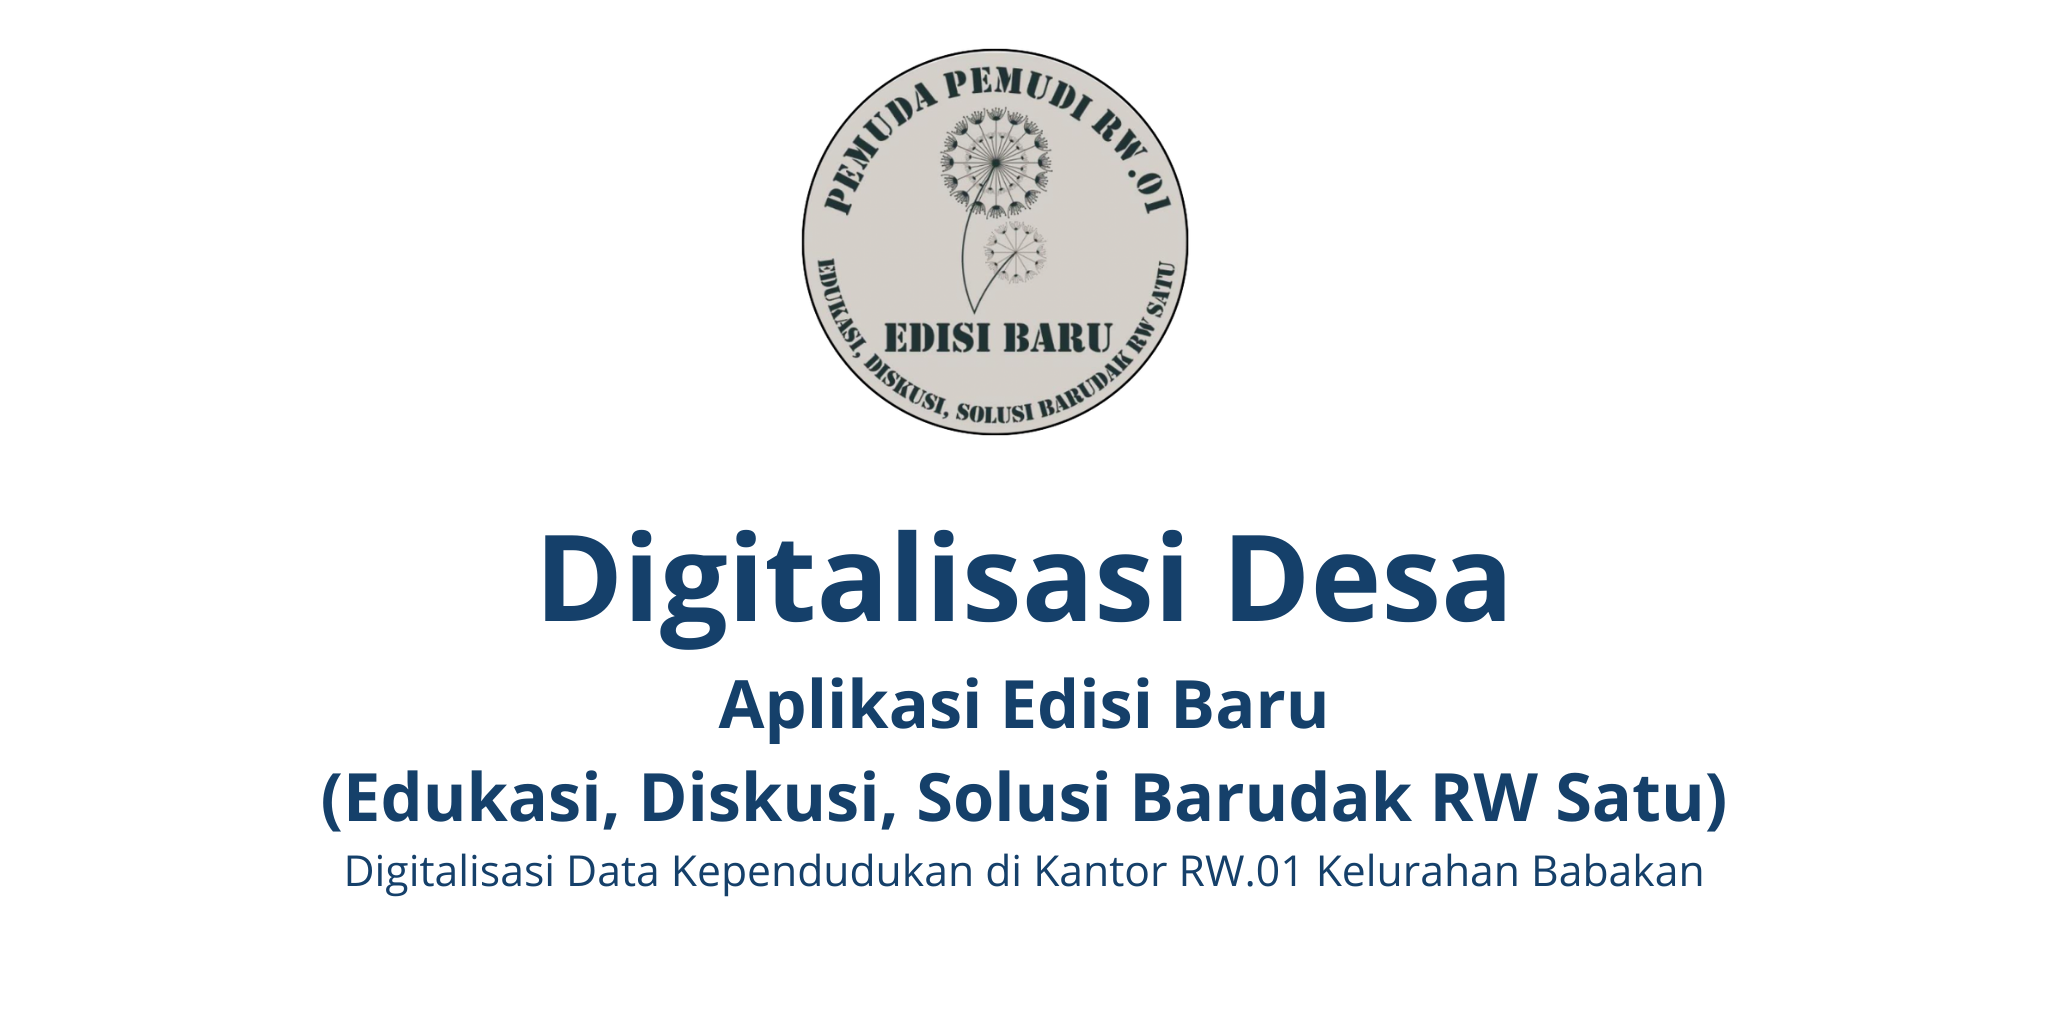 PEMUDA PEMUDI RW.01
EDISI BARU
EDUKASI, DISKUSI, SOLUSI BARUDAK RW SATU
Digitalisasi Desa
Aplikasi Edisi Baru
(Edukasi, Diskusi, Solusi Barudak RW Satu)
Digitalisasi Data Kependudukan di Kantor RW.01 Kelurahan Babakan